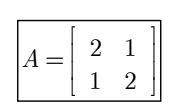 A = [ 2 1
1 2 ]